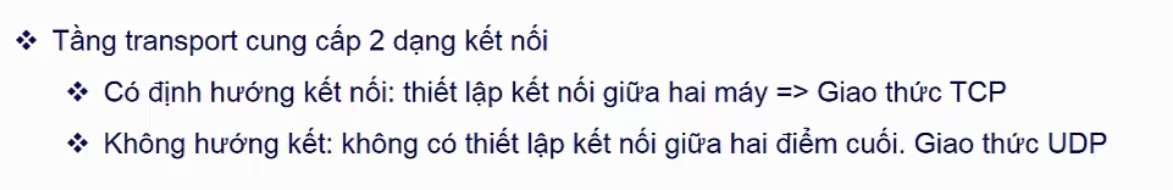 ❖ Tầng transport cung cấp 2 dạng kết nối
❖ Có định hướng kết nối: thiết lập kết nối giữa hai máy => Giao thức TCP
❖ Không hướng kết: không có thiết lập kết nối giữa hai điểm cuối. Giao thức UDP